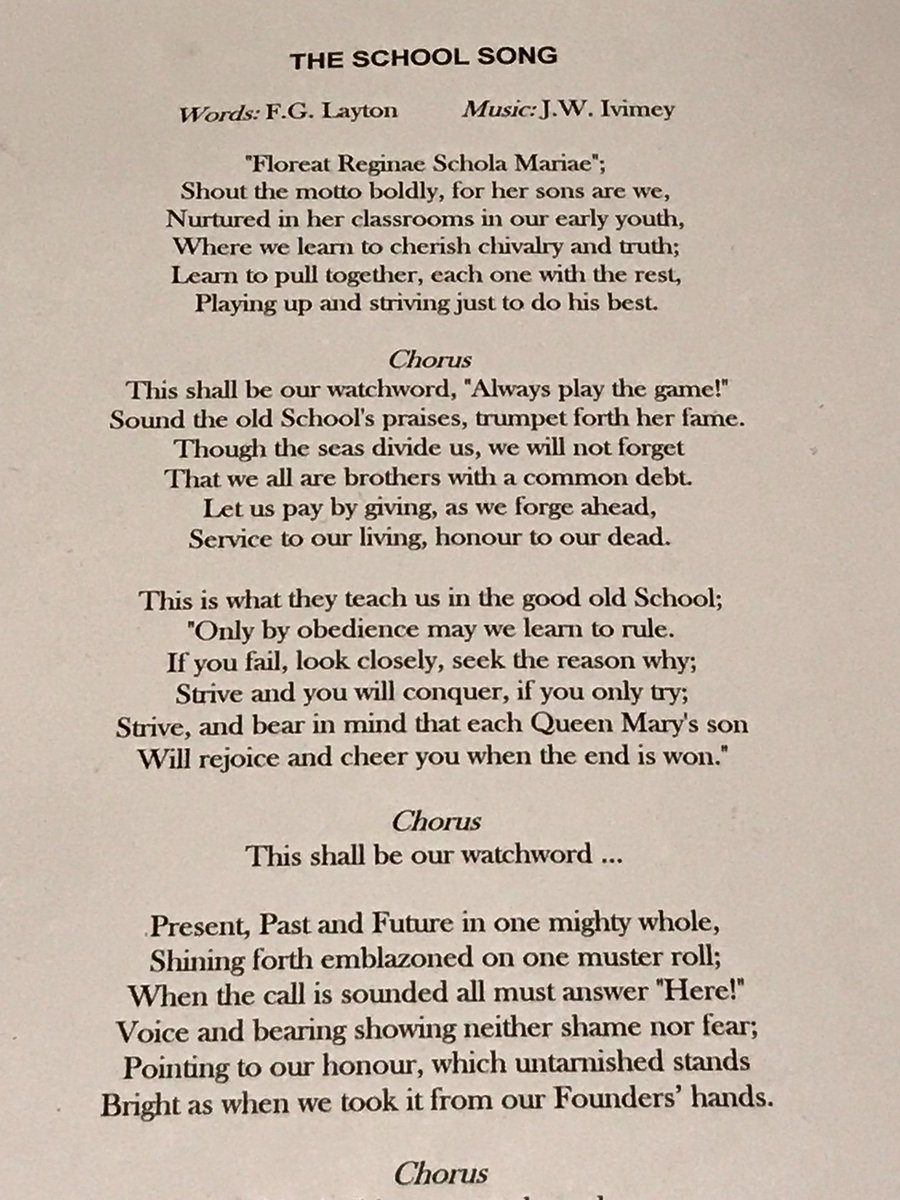 THE SCHOOL SONG
Words: F.G. Layton Music: J.W. Ivimey
"Floreat Reginae Schola Mariae";
Shout the motto boldly, for her sons are we,
Nurtured in her classrooms in our early youth,
Where we learn to cherish chivalry and truth;
Learn to pull together, each one with the rest,
Playing up and striving just to do his best.
Chorus
This shall be our watchword, "Always play the game!"
Sound the old School's praises, trumpet forth her fame.
Though the seas divide us, we will not forget
That we all are brothers with a common debt.
Let us pay by giving, as we forge ahead,
Service to our living, honour to our dead.
This is what they teach us in the good old School;
"Only by obedience may we learn to rule.
If you fail, look closely, seek the reason why;
Strive and you will conquer, if you only try;
Strive, and bear in mind that each Queen Mary's son
Will rejoice and cheer you when the end is won."
Chorus
This shall be our watchword ...
Present, Past and Future in one mighty whole,
Shining forth emblazoned on one muster roll;
When the call is sounded all must answer "Here!"
Voice and bearing showing neither shame nor fear;
Pointing to our honour, which untarnished stands
Bright as when we took it from our Founders' hands.
Chorus